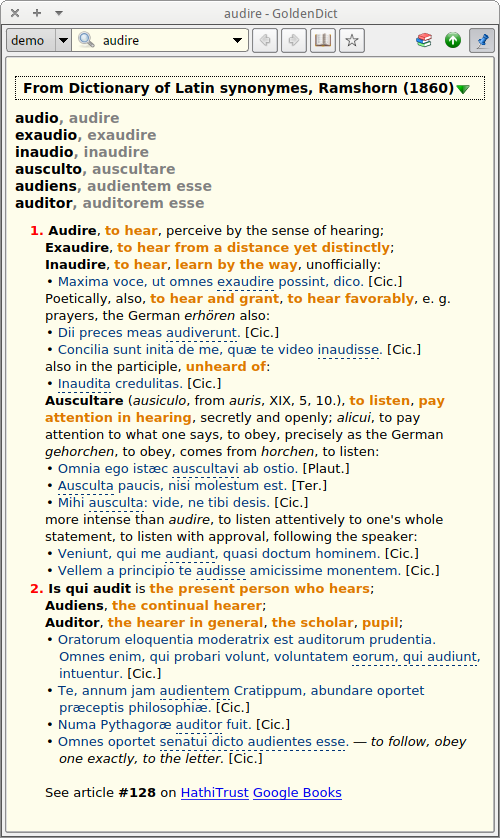 audire - GoldenDict
demo audire
From Dictionary of Latin synonymes, Ramshorn (1860)
audio, audire
exaudio, exaudire
inaudio, inaudire
ausculto, auscultare
audiens, audientem esse
auditor, auditorem esse
1. Audire, to hear, perceive by the sense of hearing;
Exaudire, to hear from a distance yet distinctly;
Inaudire, to hear, learn by the way, unofficially:
• Maxima voce, ut omnes exaudire possint, dico. [Cic.]
Poetically, also, to hear and grant, to hear favorably, e. g.
prayers, the German erhören also:
• Dii preces meas audiverunt. [Cic.]
• Concilia sunt inita de me, quæ te video inaudisse. [Cic.]
also in the participle, unheard of:
• Inaudita credulitas. [Cic.]
Auscultare (ausiculo, from auris, XIX, 5, 10.), to listen, pay
attention in hearing, secretly and openly; alicui, to pay
attention to what one says, to obey, precisely as the German
gehorchen, to obey, comes from horchen, to listen:
• Omnia ego istæc auscultavi ab ostio. [Plaut.]
• Ausculta paucis, nisi molestum est. [Ter.]
• Mihi ausculta: vide, ne tibi desis. [Cic.]
more intense than audire, to listen attentively to one's whole
statement, to listen with approval, following the speaker:
• Veniunt, qui me audiant, quasi doctum hominem. [Cic.]
• Vellem a principio te audisse amicissime monentem. [Cic.]
2. Is qui audit is the present person who hears;
Audiens, the continual hearer;
Auditor, the hearer in general, the scholar, pupil;
• Oratorum eloquentia moderatrix est auditorum prudentia.
Omnes enim, qui probari volunt, voluntatem eorum, qui audiunt,
intuentur. [Cic.]
• Te, annum jam audientem Cratippum, abundare oportet
præceptis philosophiæ. [Cic.]
• Numa Pythagoræ auditor fuit. [Cic.]
• Omnes oportet senatui dicto audientes esse. — to follow, obey
one exactly, to the letter. [Cic.]
See article #128 on HathiTrust Google Books